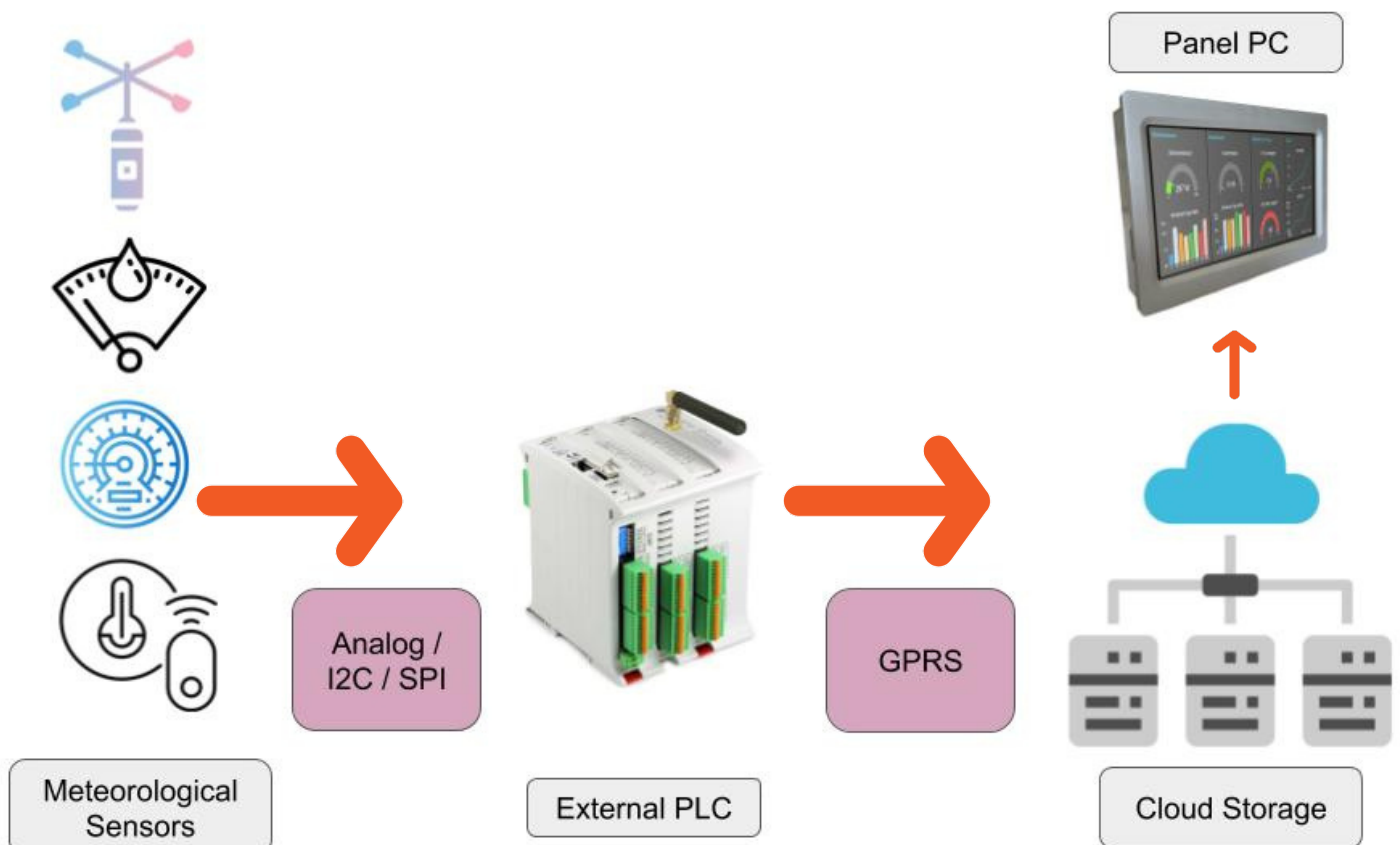 Panel PC
Analog /
I2C / SPI
GPRS
Meteorological
Sensors
External PLC
Cloud Storage